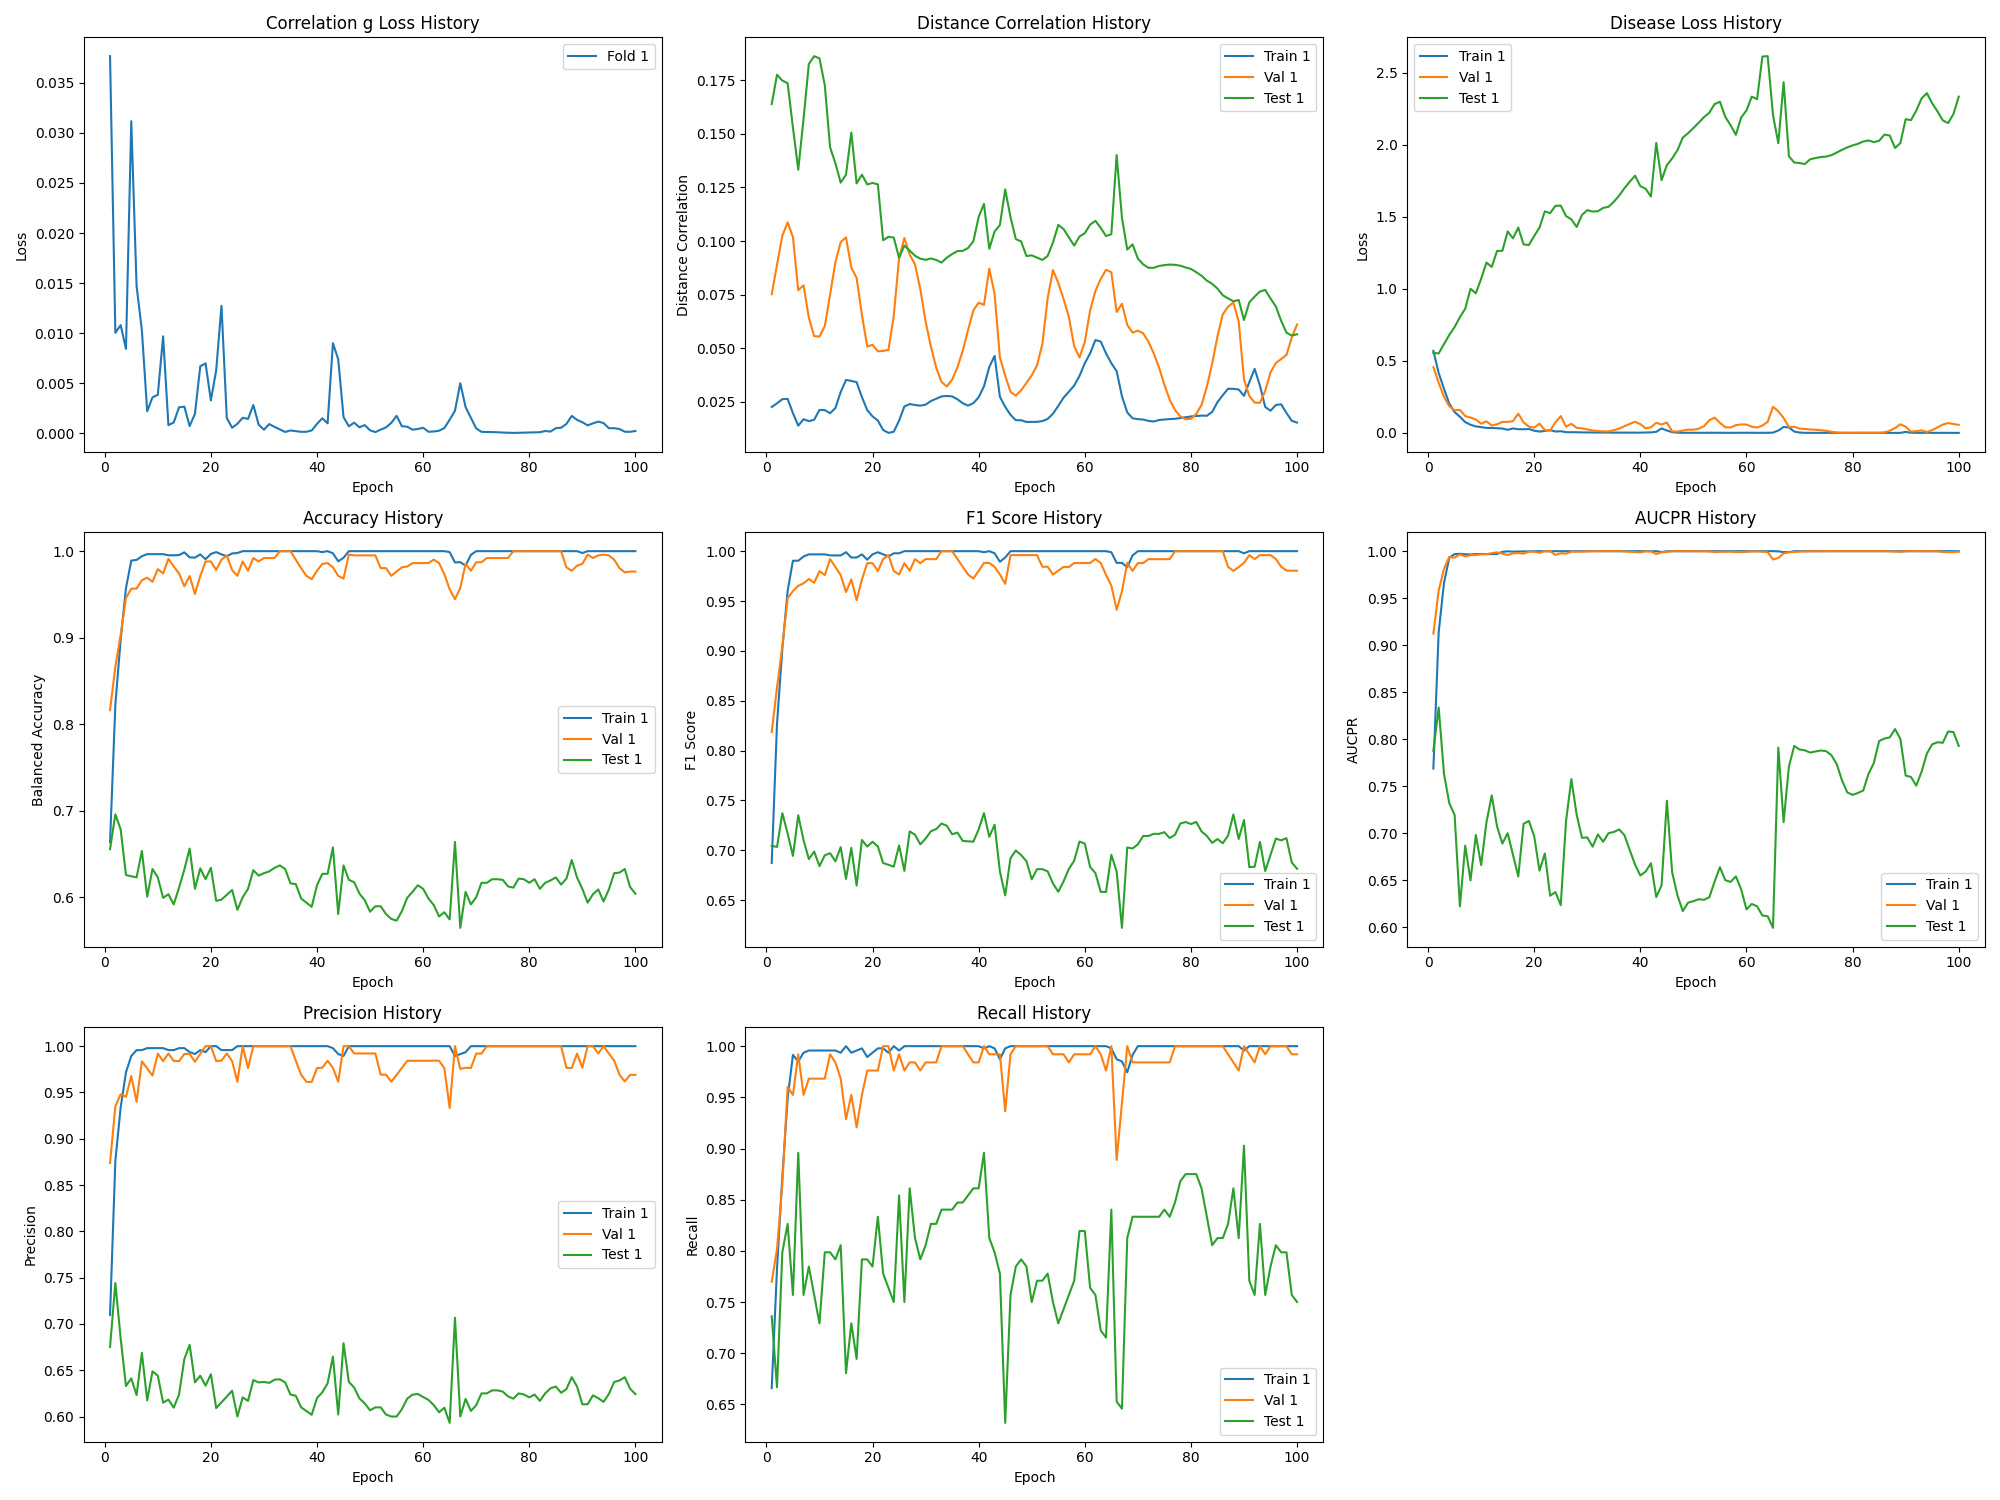 Correlation g Loss History
Loss
0.035
0.030
0.025
0.020
0.015
0.010
0.005
0.000
0 20 40 60 80 100
Epoch
Fold 1
Distance Correlation History
Distance Correlation
0.175
0.150
0.125
0.100
0.075
0.050
0.025
0 20 40 60 80 100
Epoch
Train 1
Val 1
Test 1
Disease Loss History
Loss
2.5
2.0
1.5
1.0
0.5
0.0
0 20 40 60 80 100
Epoch
Train 1
Val 1
Test 1
Accuracy History
Balanced Accuracy
1.0
0.9
0.8
0.7
0.6
0 20 40 60 80 100
Epoch
Train 1
Val 1
Test 1
F1 Score History
F1 Score
1.00
0.95
0.90
0.85
0.80
0.75
0.70
0.65
0 20 40 60 80 100
Epoch
Train 1
Val 1
Test 1
AUCPR History
AUCPR
1.00
0.95
0.90
0.85
0.80
0.75
0.70
0.65
0.60
0 20 40 60 80 100
Epoch
Train 1
Val 1
Test 1
Precision History
Precision
1.00
0.95
0.90
0.85
0.80
0.75
0.70
0.65
0.60
0 20 40 60 80 100
Epoch
Train 1
Val 1
Test 1
Recall History
Recall
1.00
0.95
0.90
0.85
0.80
0.75
0.70
0.65
0 20 40 60 80 100
Epoch
Train 1
Val 1
Test 1